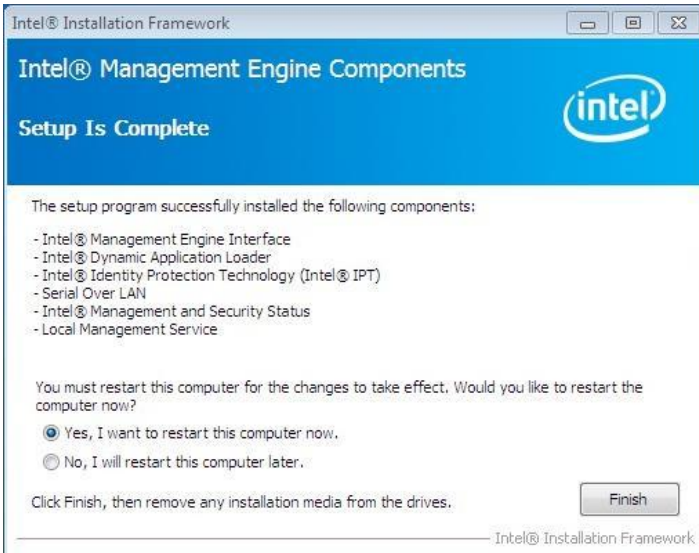 Intel® Installation Framework
Intel® Management Engine Components
Setup Is Complete
intel
The setup program successfully installed the following components:
- Intel® Management Engine Interface
- Intel® Dynamic Application Loader
- Intel® Identity Protection Technology (Intel® IPT)
- Serial Over LAN
- Intel® Management and Security Status
- Local Management Service
You must restart this computer for the changes to take effect. Would you like to restart the
computer now?
Yes, I want to restart this computer now.
No, I will restart this computer later.
Click Finish, then remove any installation media from the drives.
Finish
Intel® Installation Framework